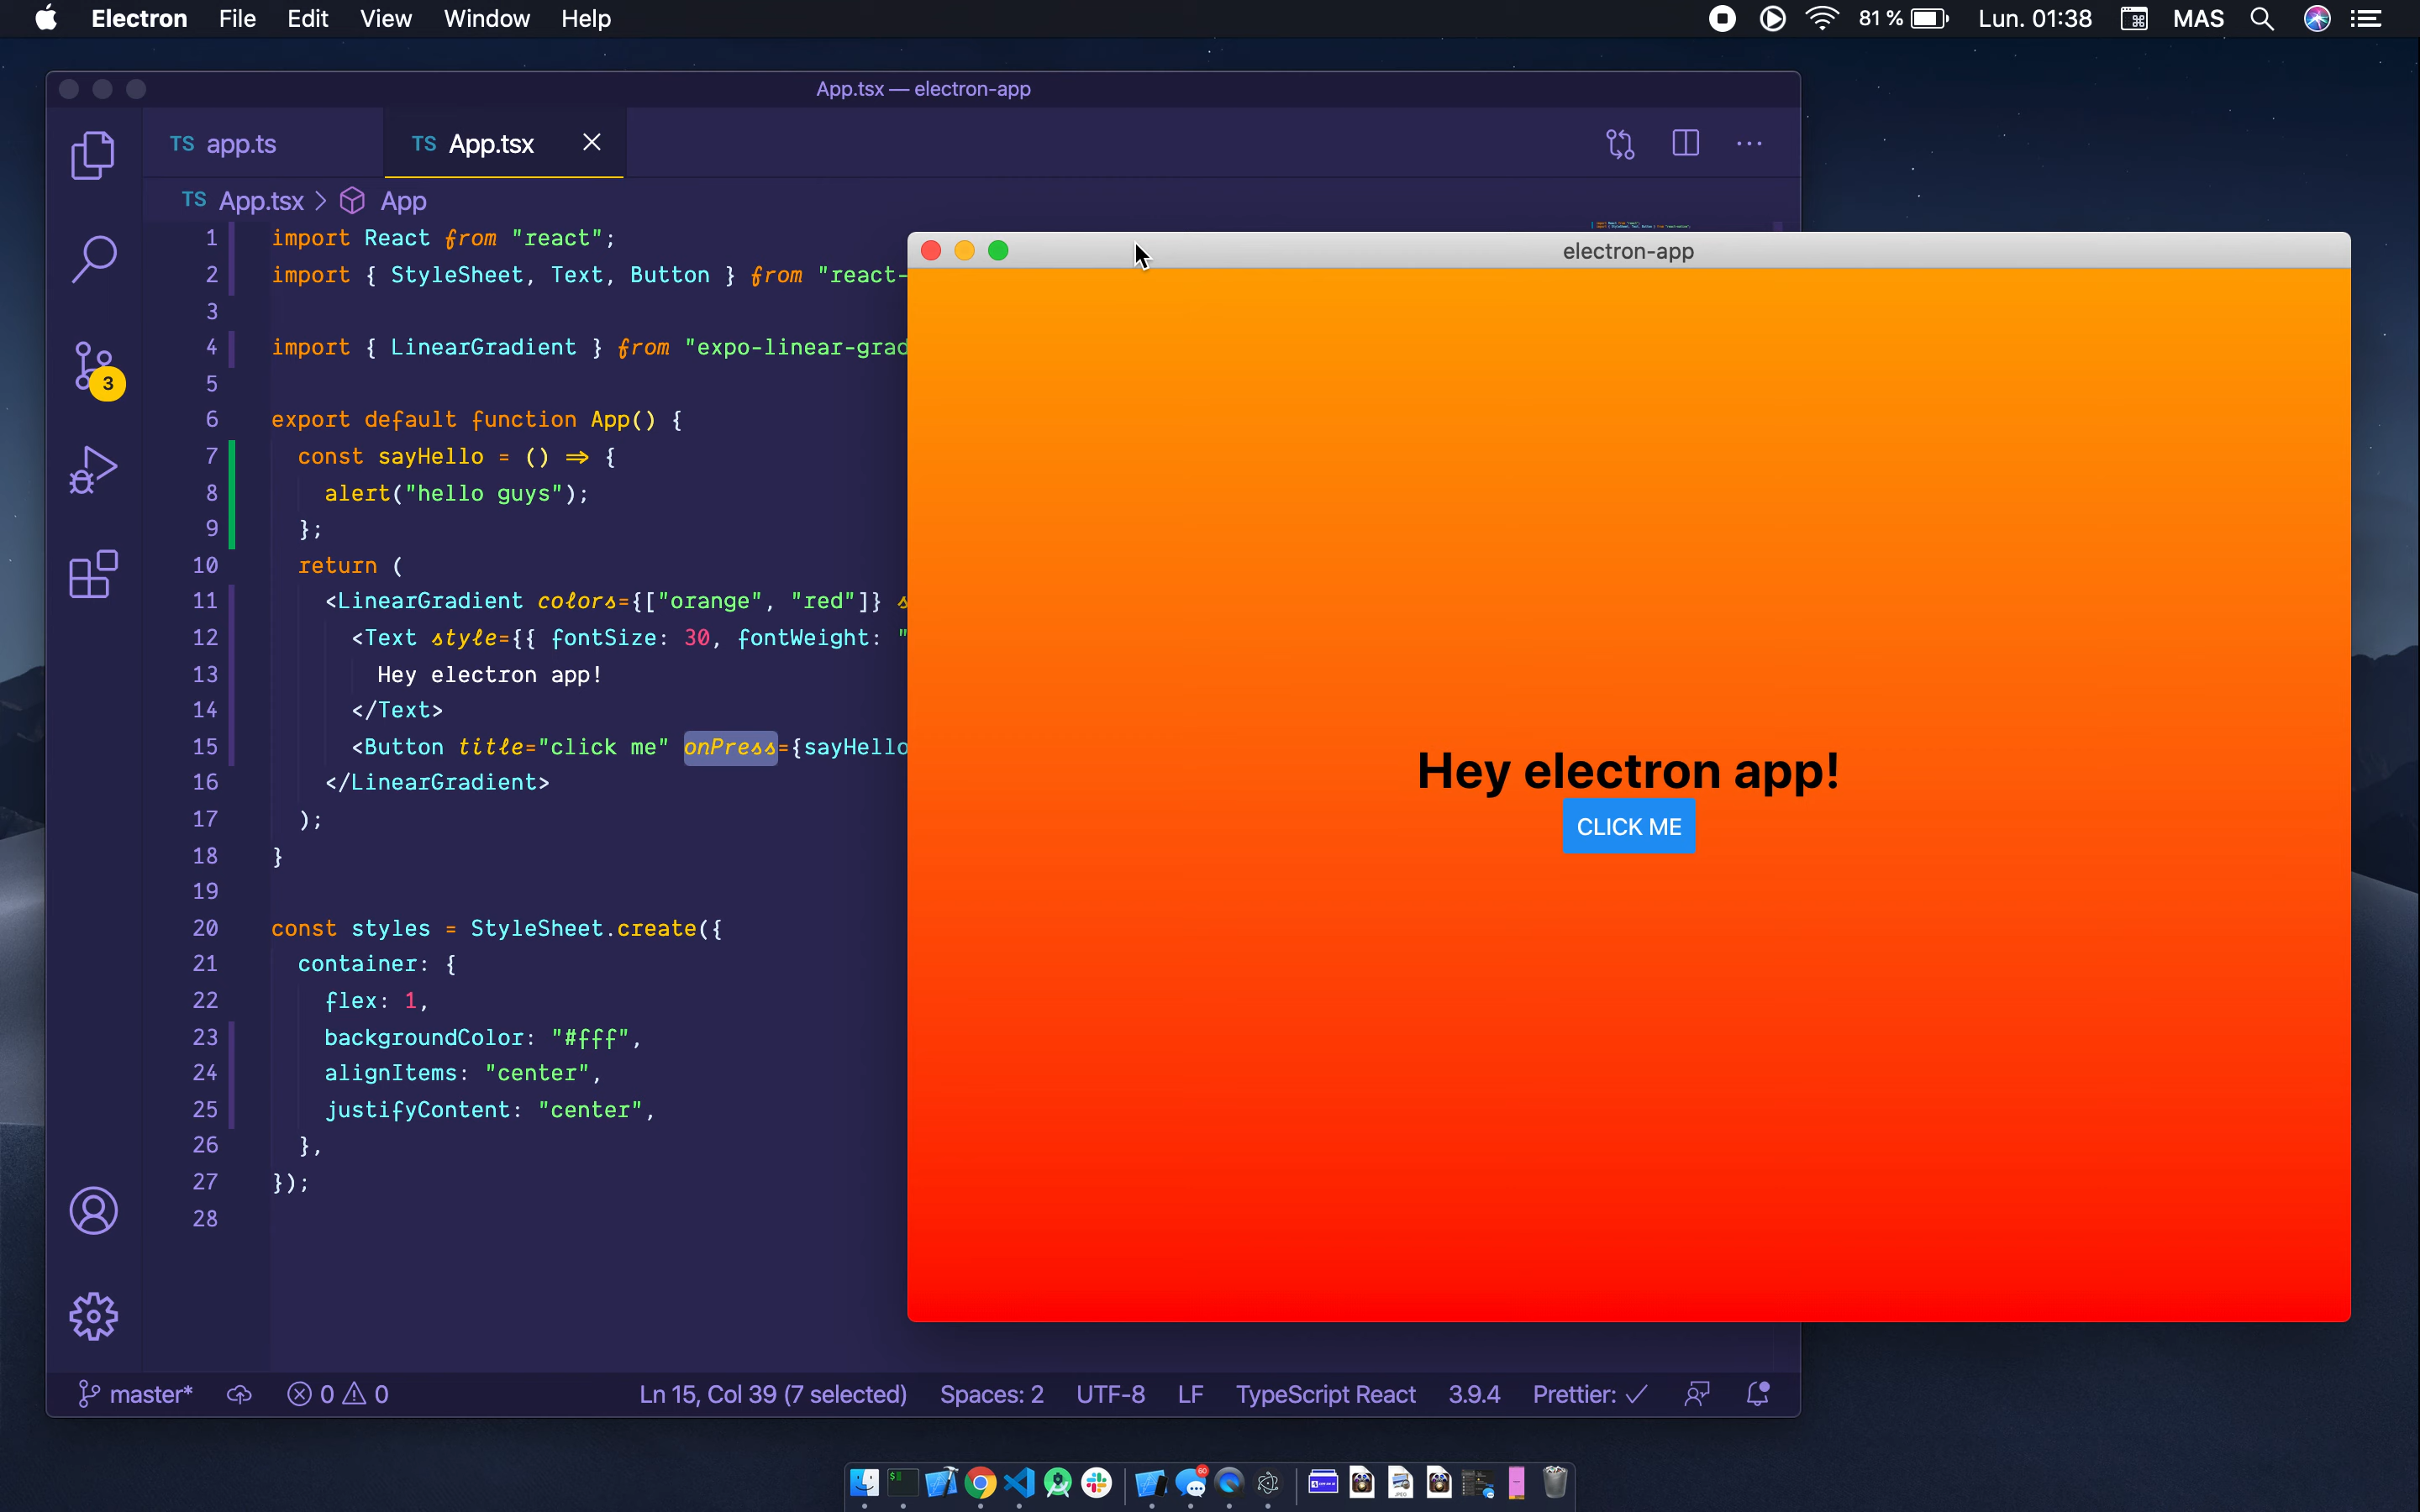 Electron File Edit View Window Help 81 % Lun. 01:38 MAS
App.tsx — electron-app
TS app.ts TS App.tsx
TS App.tsx > App
1 import React from "react";
2 import { StyleSheet, Text, Button } from "react-
3
4 import { LinearGradient } from "expo-linear-grad
5
6 export default function App() {
7 const sayHello = () => {
8 alert("hello guys");
9 };
10 return (
11 <LinearGradient colors={["orange", "red"]} s
12 <Text style={{ fontSize: 30, fontWeight: "
13 Hey electron app!
14 </Text>
15 <Button title="click me" onPress={sayHello
16 </LinearGradient>
17 );
18 }
19
20 const styles = StyleSheet.create({
21 container: {
22 flex: 1,
23 backgroundColor: "#fff",
24 alignItems: "center",
25 justifyContent: "center",
26 },
27 });
28
3
electron-app
Hey electron app!
CLICK ME
master* 0 0 Ln 15, Col 39 (7 selected) Spaces: 2 UTF-8 LF TypeScript React 3.9.4 Prettier: ✓
60